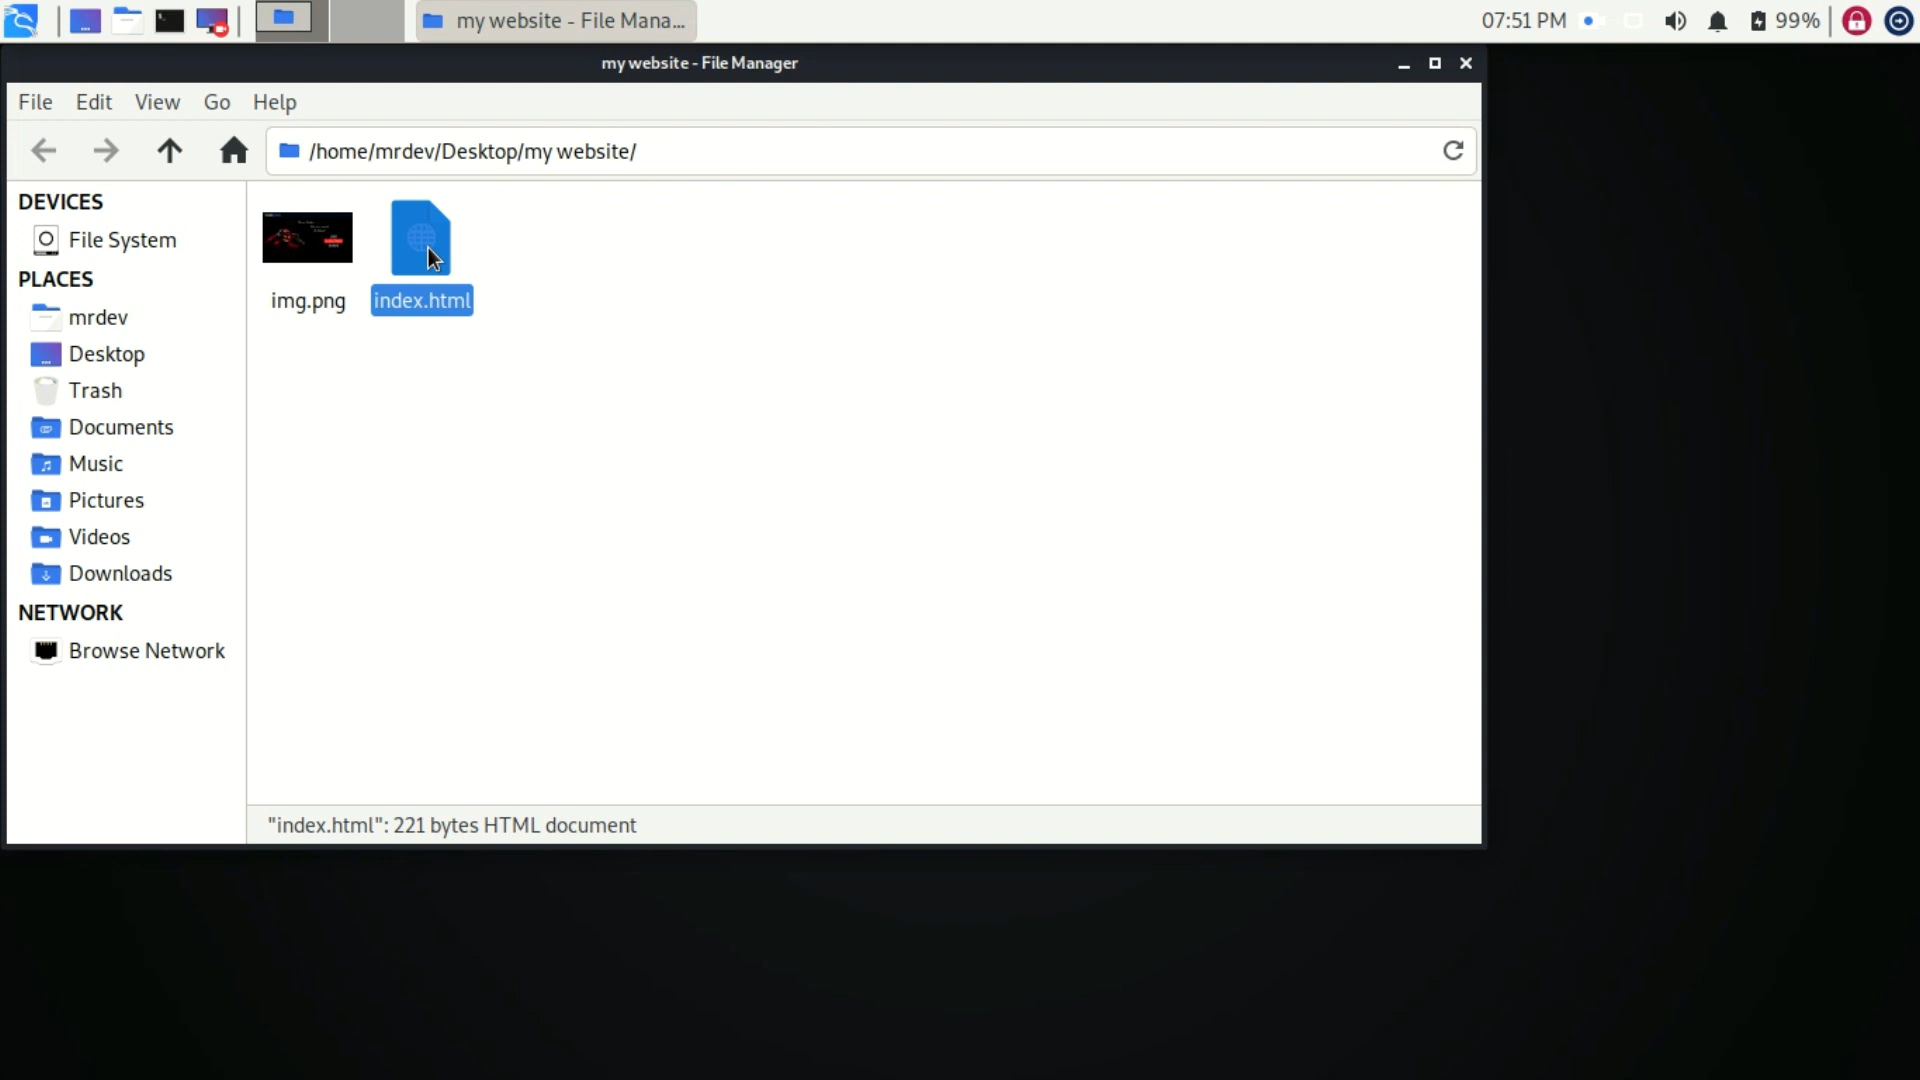 my website - File Mana...
07:51 PM
99%
my website - File Manager
File Edit View Go Help
/home/mrdev/Desktop/my website/
DEVICES
File System
PLACES
mrdev
Desktop
Trash
Documents
Music
Pictures
Videos
Downloads
NETWORK
Browse Network
img.png
index.html
"index.html": 221 bytes HTML document